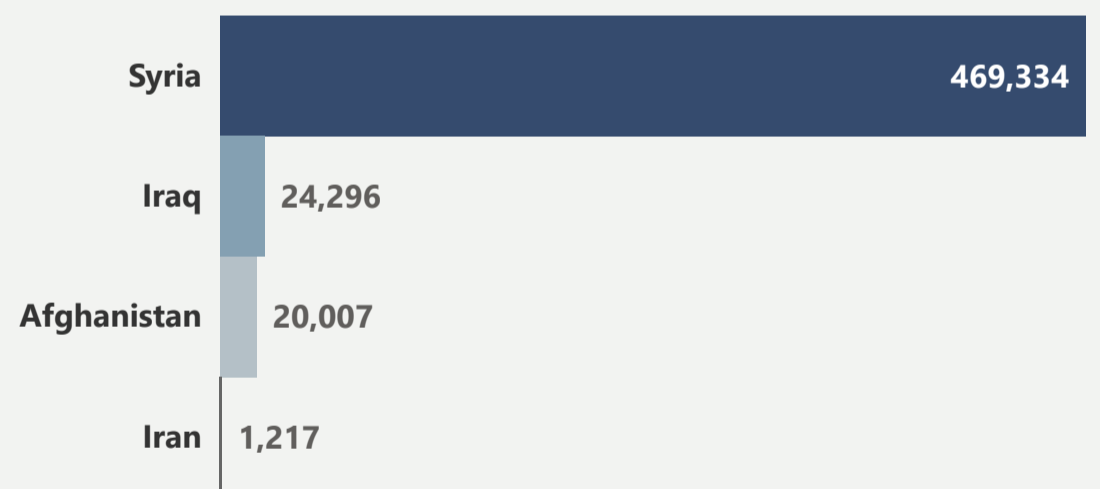 Syria 469,334
Iraq 24,296
Afghanistan 20,007
Iran 1,217